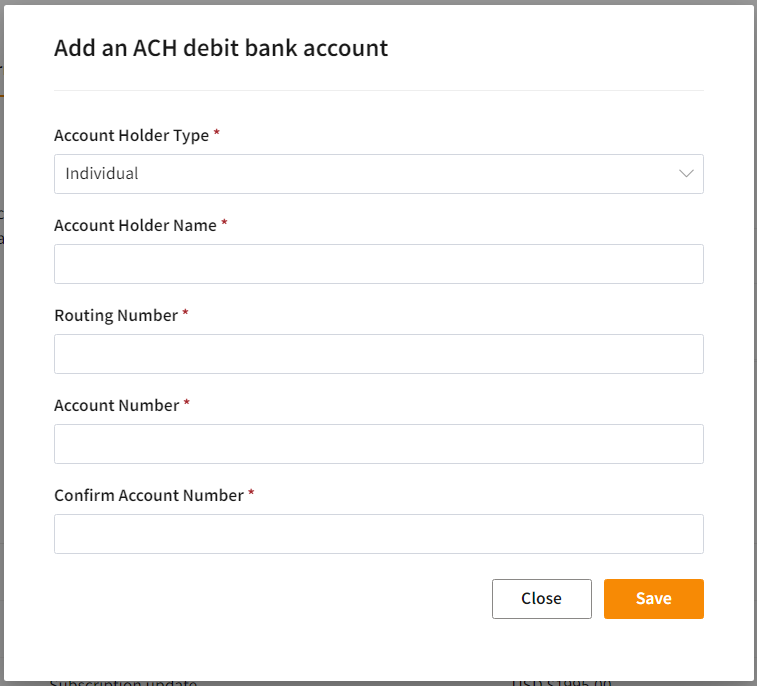 Add an ACH debit bank account
Account Holder Type *
Individual
Account Holder Name *
Routing Number *
Account Number *
Confirm Account Number *
Close Save
Subscription update USD $1995.00